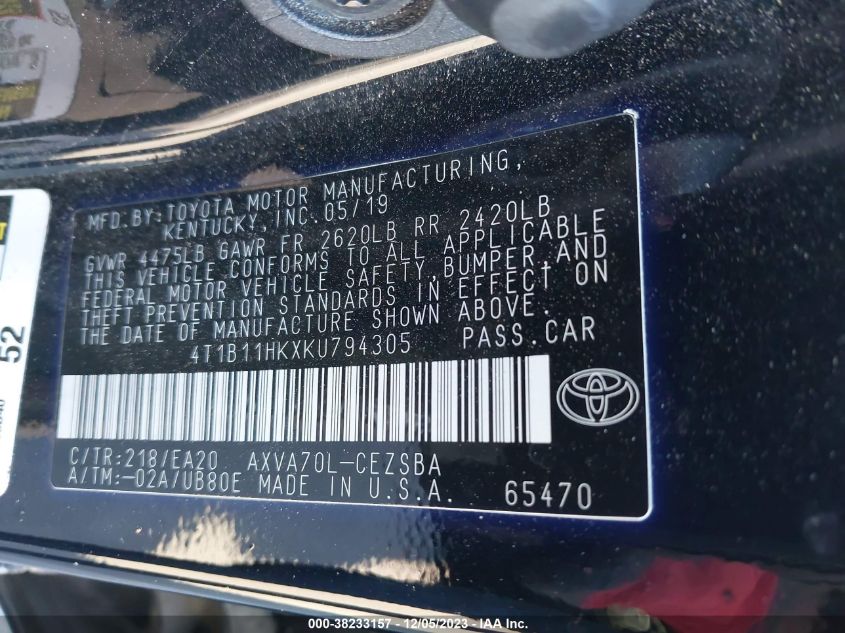 MFD. BY: TOYOTA MOTOR MANUFACTURING,
KENTUCKY, INC. 05/19
GVWR 4475LB GAWR FR 2620LB RR 2420LB
THIS VEHICLE CONFORMS TO ALL APPLICABLE
FEDERAL MOTOR VEHICLE SAFETY, BUMPER, AND
THEFT PREVENTION STANDARDS IN EFFECT ON
THE DATE OF MANUFACTURE SHOWN ABOVE.
4T1B11HKXKU794305 PASS.CAR
C/TR:218/EA20 AXVA70L-CEZSBA
A/TM:-02A/UB80E MADE IN U.S.A. 65470
52
000-38233157 - 12/05/2023 - IAA Inc.